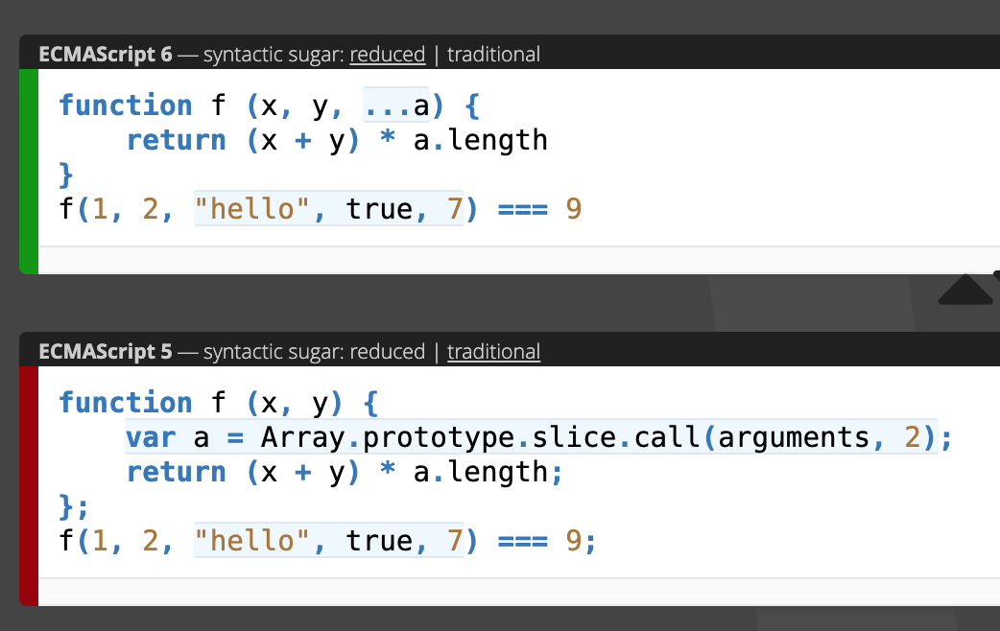 ECMAScript 6 — syntactic sugar: reduced | traditional
function f (x, y, ...a) {
    return (x + y) * a.length
}
f(1, 2, "hello", true, 7) === 9
ECMAScript 5 — syntactic sugar: reduced | traditional
function f (x, y) {
    var a = Array.prototype.slice.call(arguments, 2);
    return (x + y) * a.length;
};
f(1, 2, "hello", true, 7) === 9;